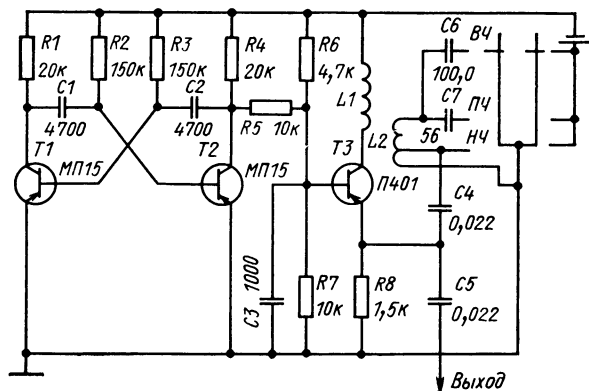 R1
20к
R2
150к
R3
150к
R4
20к
R6
4,7к
C6
ВЧ
100,0
C1
4700
C2
4700
R5
10к
L1
C7
ПЧ
56
НЧ
L2
T1
МП15
T2
МП15
T3
П401
C4
0,022
C3 1000
R7
10к
R8
1,5к
C5
0,022
Выход